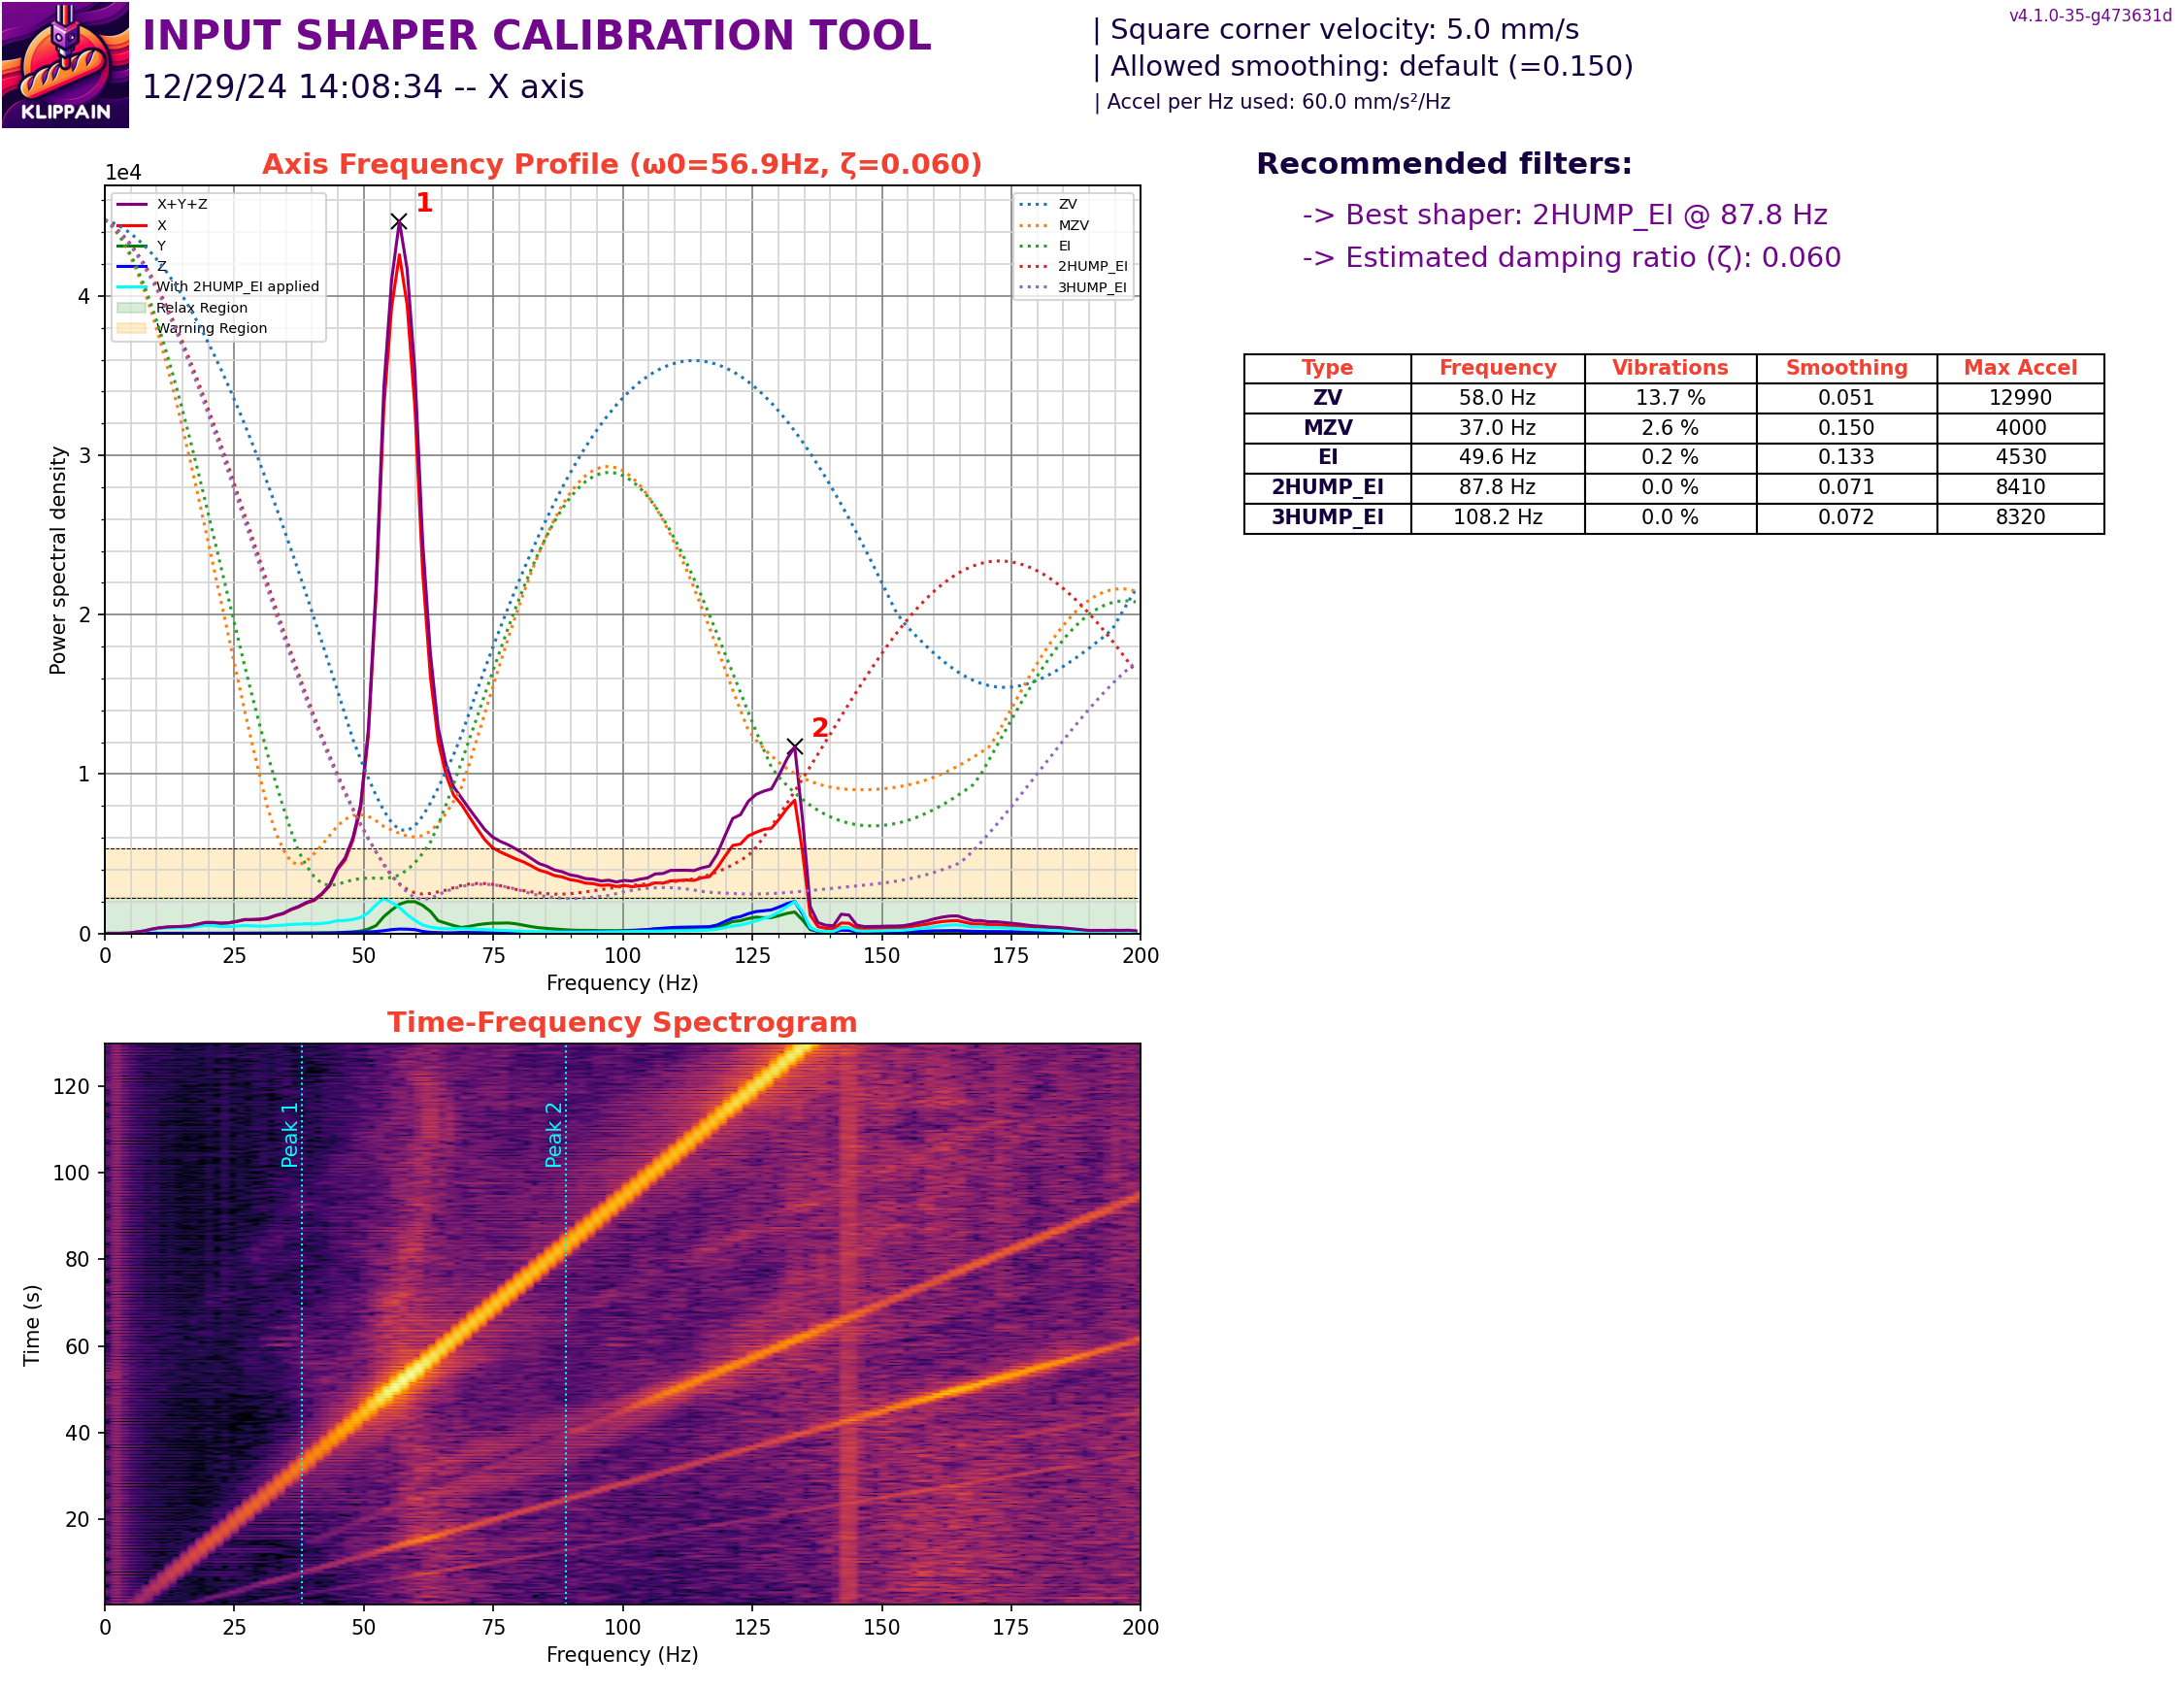 INPUT SHAPER CALIBRATION TOOL
12/29/24 14:08:34 -- X axis
KLIPPAIN
| Square corner velocity: 5.0 mm/s
| Allowed smoothing: default (=0.150)
| Accel per Hz used: 60.0 mm/s²/Hz
v4.1.0-35-g473631d
Axis Frequency Profile (ω0=56.9Hz, ζ=0.060)
1e4
X+Y+Z
X
Y
Z
With 2HUMP_EI applied
Relax Region
Warning Region
ZV
MZV
EI
2HUMP_EI
3HUMP_EI
1
2
Power spectral density
4
3
2
1
0
0 25 50 75 100 125 150 175 200
Frequency (Hz)
Recommended filters:
-> Best shaper: 2HUMP_EI @ 87.8 Hz
-> Estimated damping ratio (ζ): 0.060
Type Frequency Vibrations Smoothing Max Accel
ZV 58.0 Hz 13.7 % 0.051 12990
MZV 37.0 Hz 2.6 % 0.150 4000
EI 49.6 Hz 0.2 % 0.133 4530
2HUMP_EI 87.8 Hz 0.0 % 0.071 8410
3HUMP_EI 108.2 Hz 0.0 % 0.072 8320
Time-Frequency Spectrogram
Peak 1
Peak 2
Time (s)
120
100
80
60
40
20
0 25 50 75 100 125 150 175 200
Frequency (Hz)